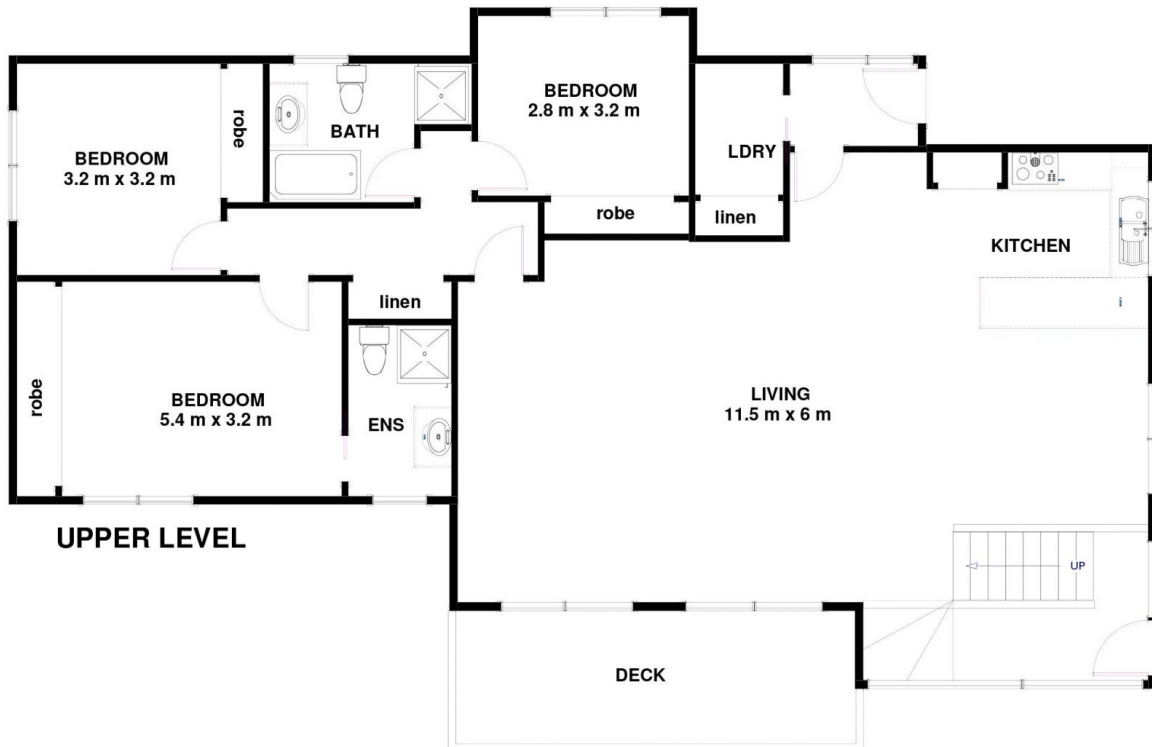 BEDROOM
2.8 m x 3.2 m
robe
BEDROOM
3.2 m x 3.2 m
robe
BATH
LDRY
linen
KITCHEN
linen
robe
BEDROOM
5.4 m x 3.2 m
ENS
LIVING
11.5 m x 6 m
UPPER LEVEL
UP
DECK